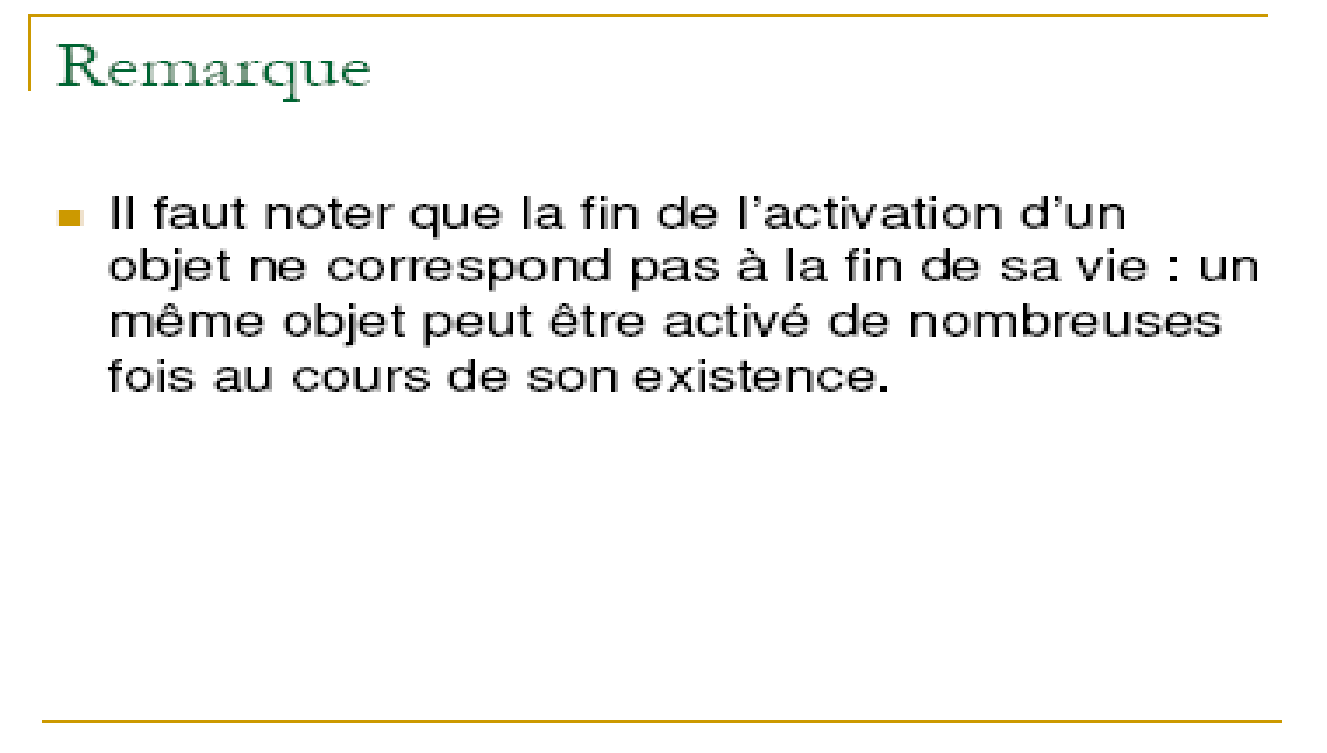 Remarque
Il faut noter que la fin de l'activation d'un
objet ne correspond pas à la fin de sa vie : un
même objet peut être activé de nombreuses
fois au cours de son existence.